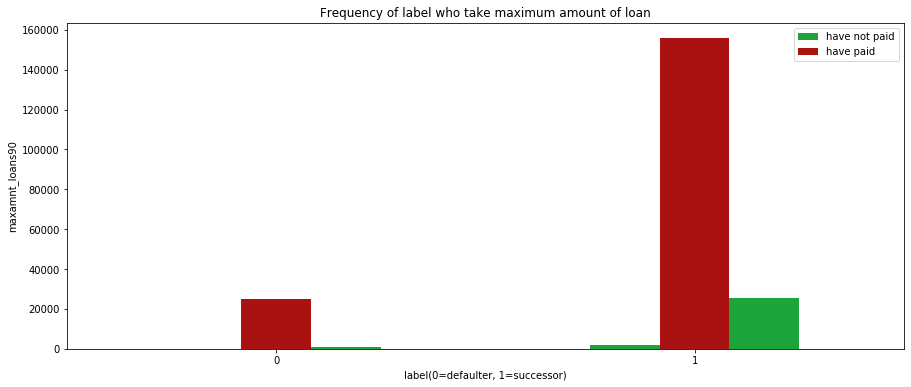 Frequency of label who take maximum amount of loan
have not paid
have paid
maxamnt_loans90
160000
140000
120000
100000
80000
60000
40000
20000
0
0
1
label(0=defaulter, 1=successor)